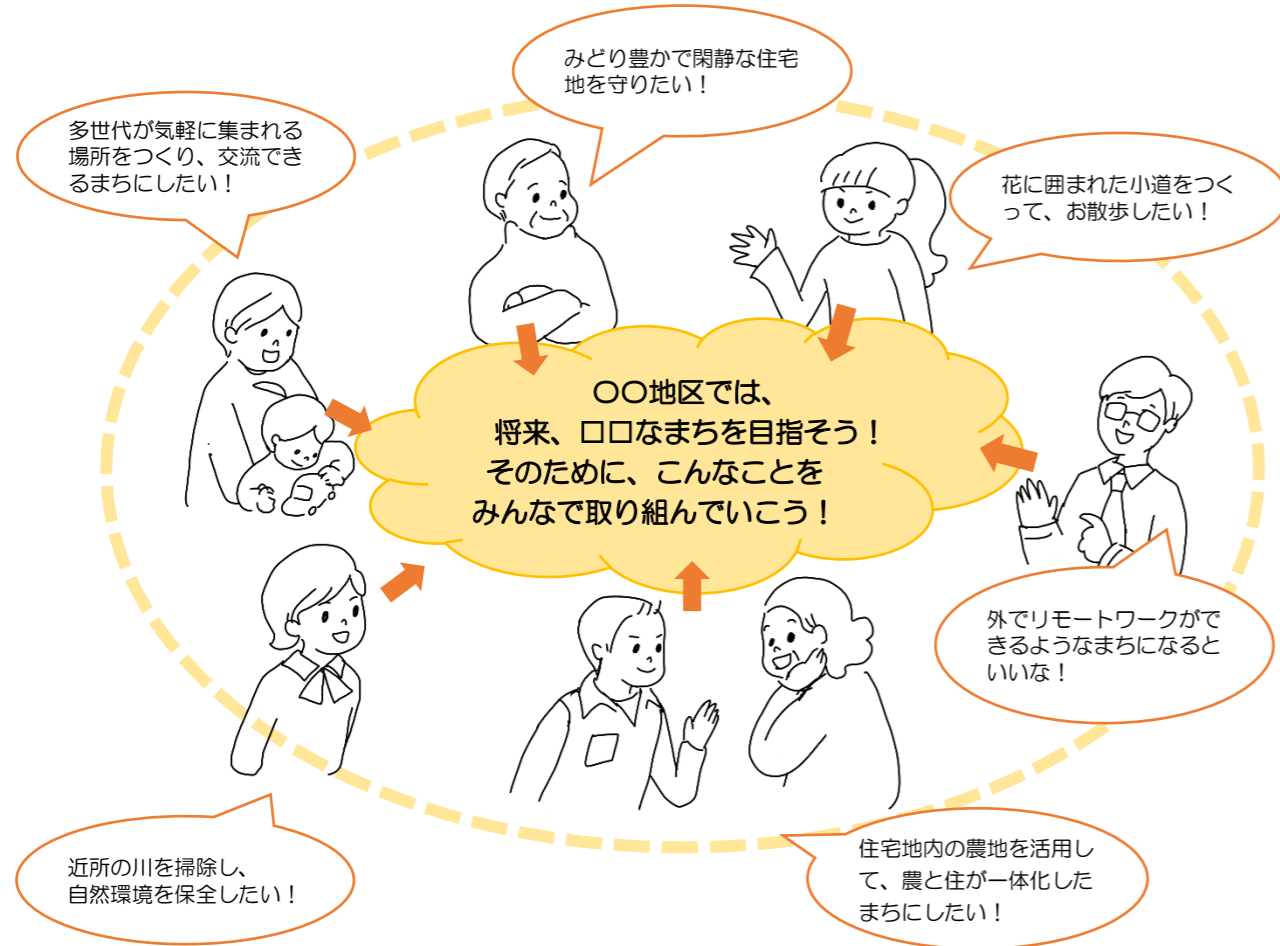 みどり豊かで閑静な住宅
地を守りたい！
多世代が気軽に集まれる
場所をつくり、交流でき
るまちにしたい！
花に囲まれた小道をつく
って、お散歩したい！
〇〇地区では、
将来、□□なまちを目指そう！
そのために、こんなことを
みんなで取り組んでいこう！
外でリモートワークがで
きるようなまちになると
いいな！
近所の川を掃除し、
自然環境を保全したい！
住宅地内の農地を活用し
て、農と住が一体化した
まちにしたい！